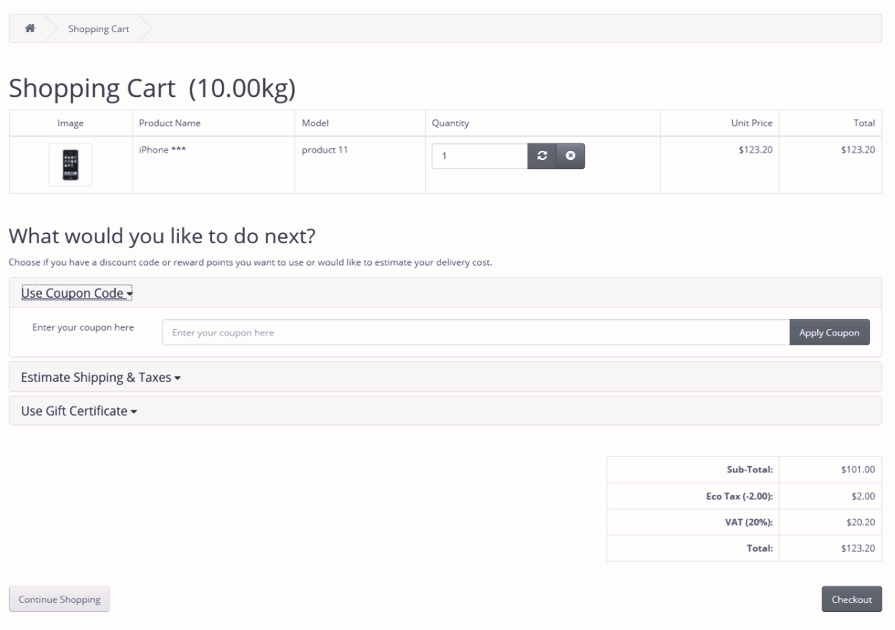 Shopping Cart
Shopping Cart (10.00kg)
Image Product Name Model Quantity Unit Price Total
iPhone *** product 11 1 $123.20 $123.20
What would you like to do next?
Choose if you have a discount code or reward points you want to use or would like to estimate your delivery cost.
Use Coupon Code
Enter your coupon here Enter your coupon here Apply Coupon
Estimate Shipping & Taxes
Use Gift Certificate
Sub-Total: $101.00
Eco Tax (-2.00): $2.00
VAT (20%): $20.20
Total: $123.20
Continue Shopping Checkout